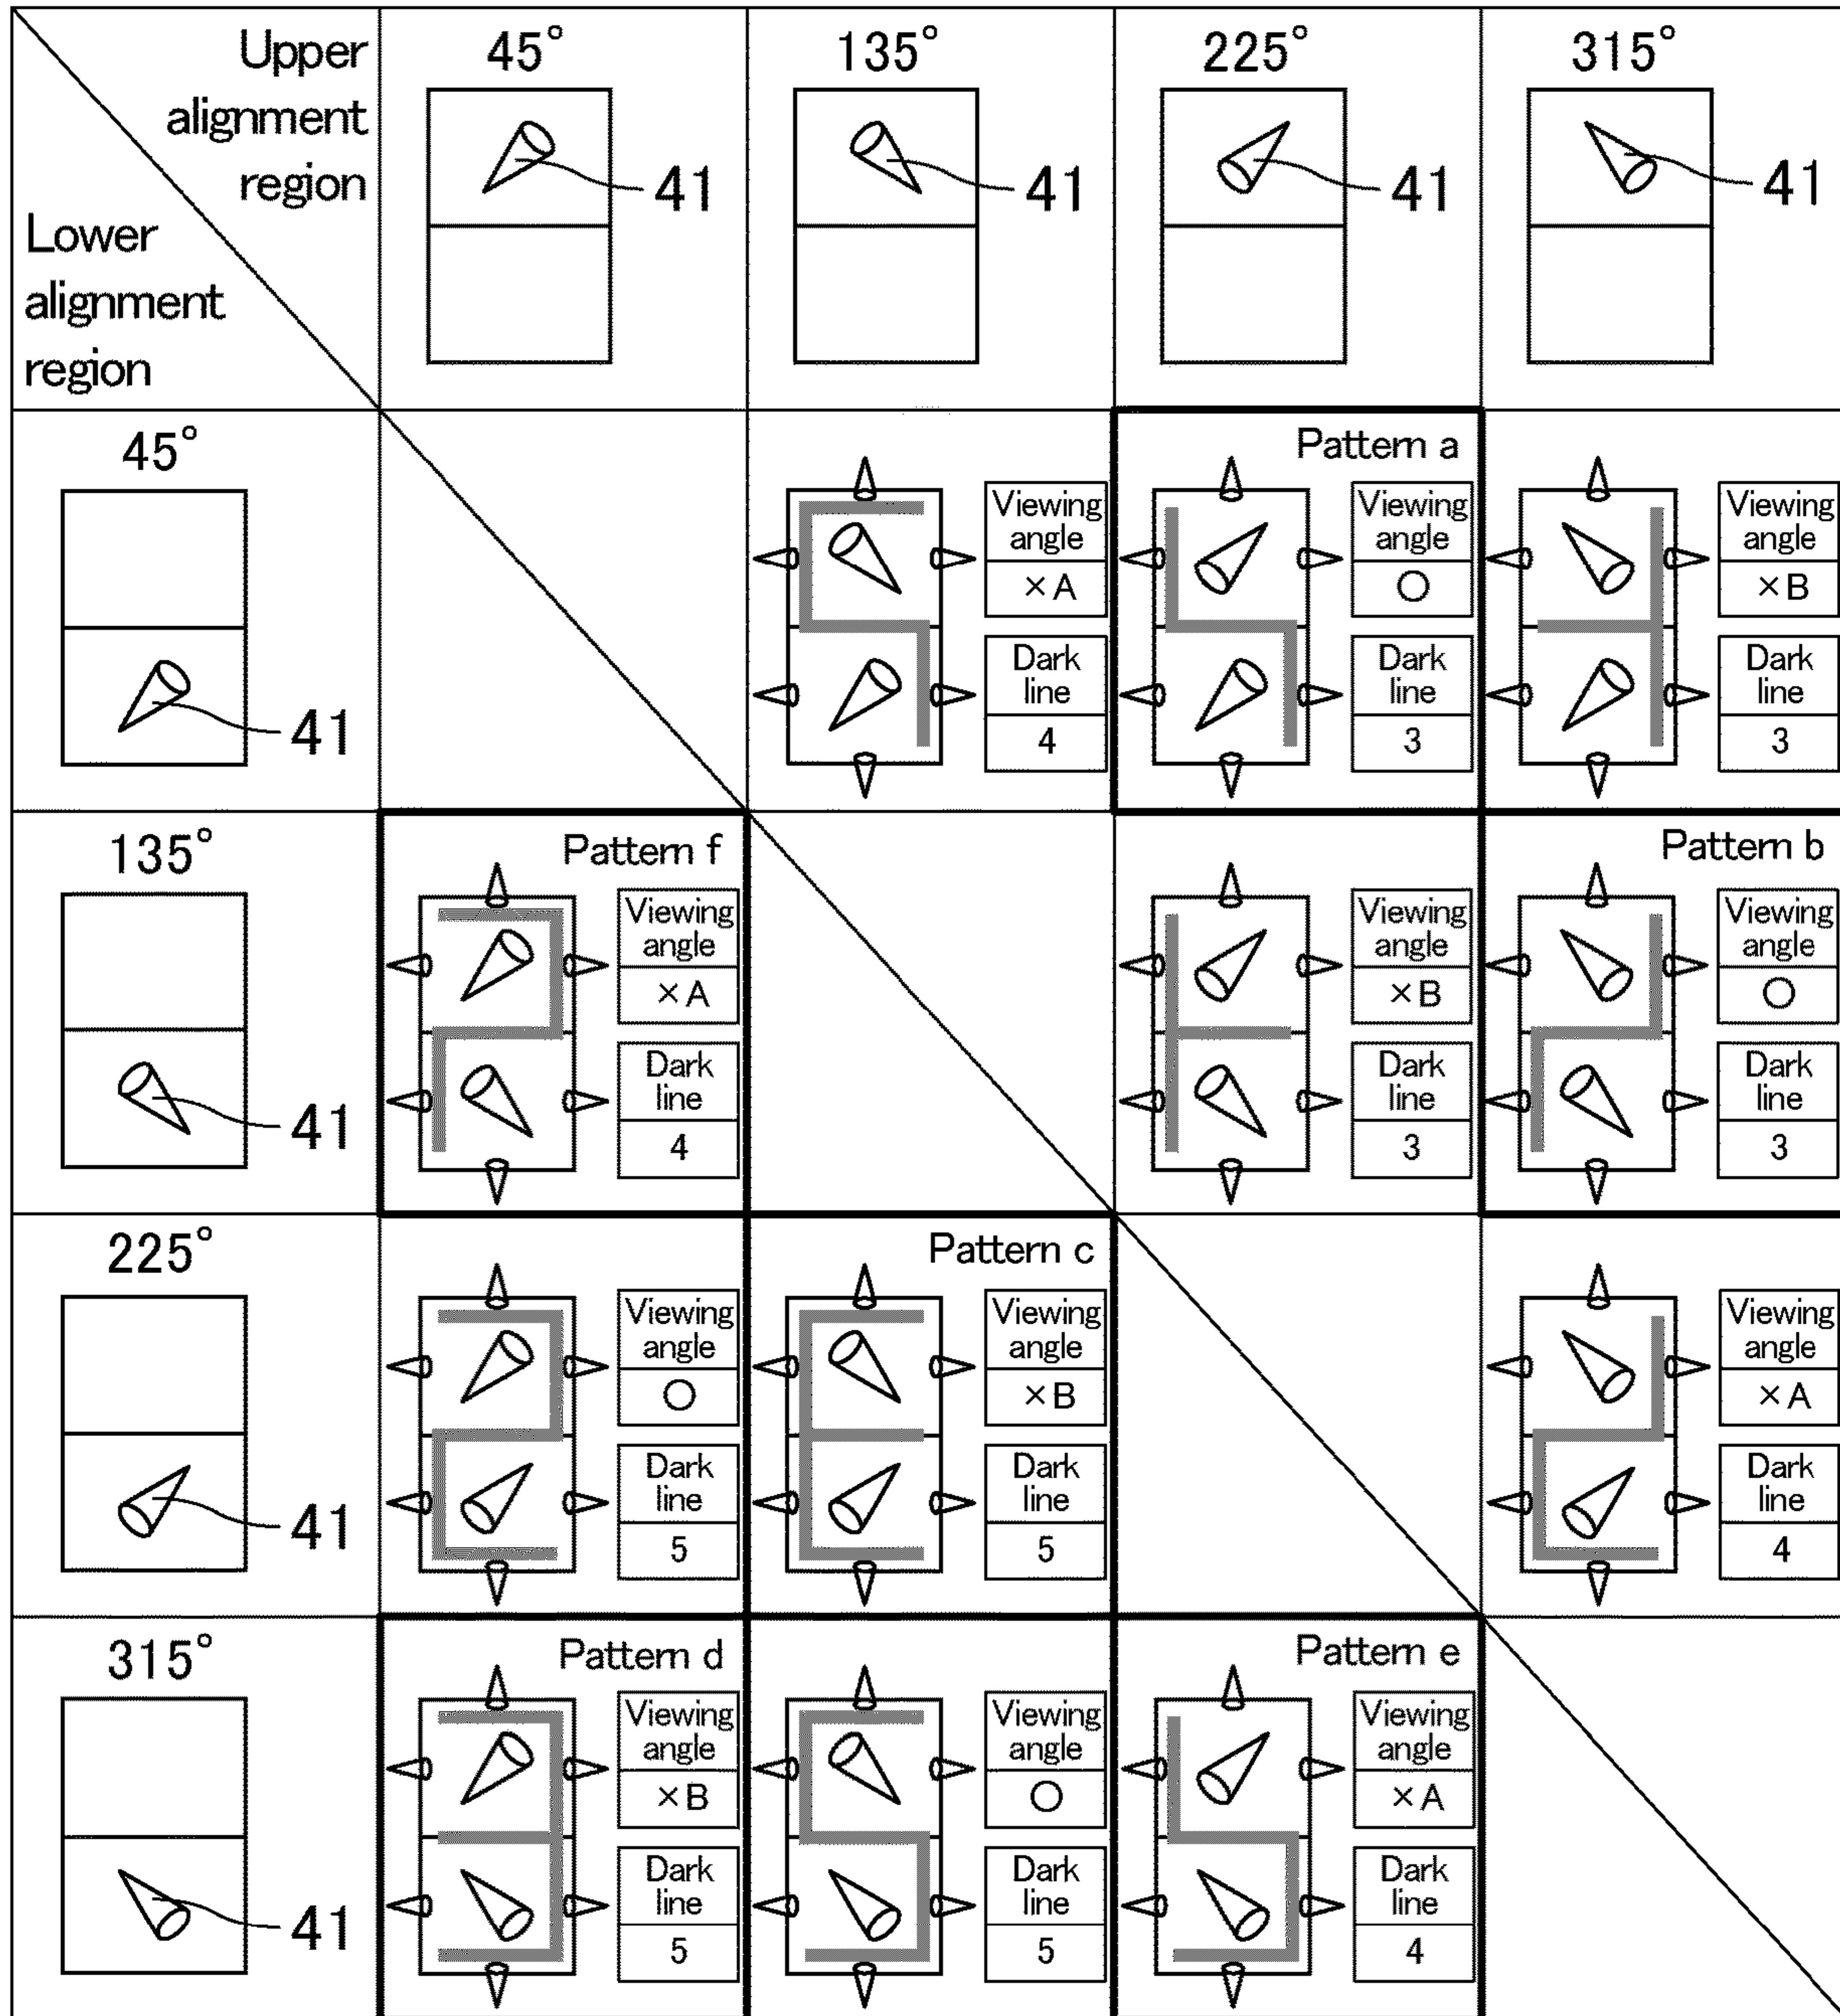 Upper
alignment
region
Lower
alignment
region
45°
41
135°
41
225°
41
315°
41
45°
41
Viewing
angle
×A
Dark
line
4
Pattern a
Viewing
angle
○
Dark
line
3
Viewing
angle
×B
Dark
line
3
135°
41
Pattern f
Viewing
angle
×A
Dark
line
4
Viewing
angle
×B
Dark
line
3
Pattern b
Viewing
angle
○
Dark
line
3
225°
41
Viewing
angle
○
Dark
line
5
Pattern c
Viewing
angle
×B
Dark
line
5
Viewing
angle
×A
Dark
line
4
315°
41
Pattern d
Viewing
angle
×B
Dark
line
5
Viewing
angle
○
Dark
line
5
Pattern e
Viewing
angle
×A
Dark
line
4